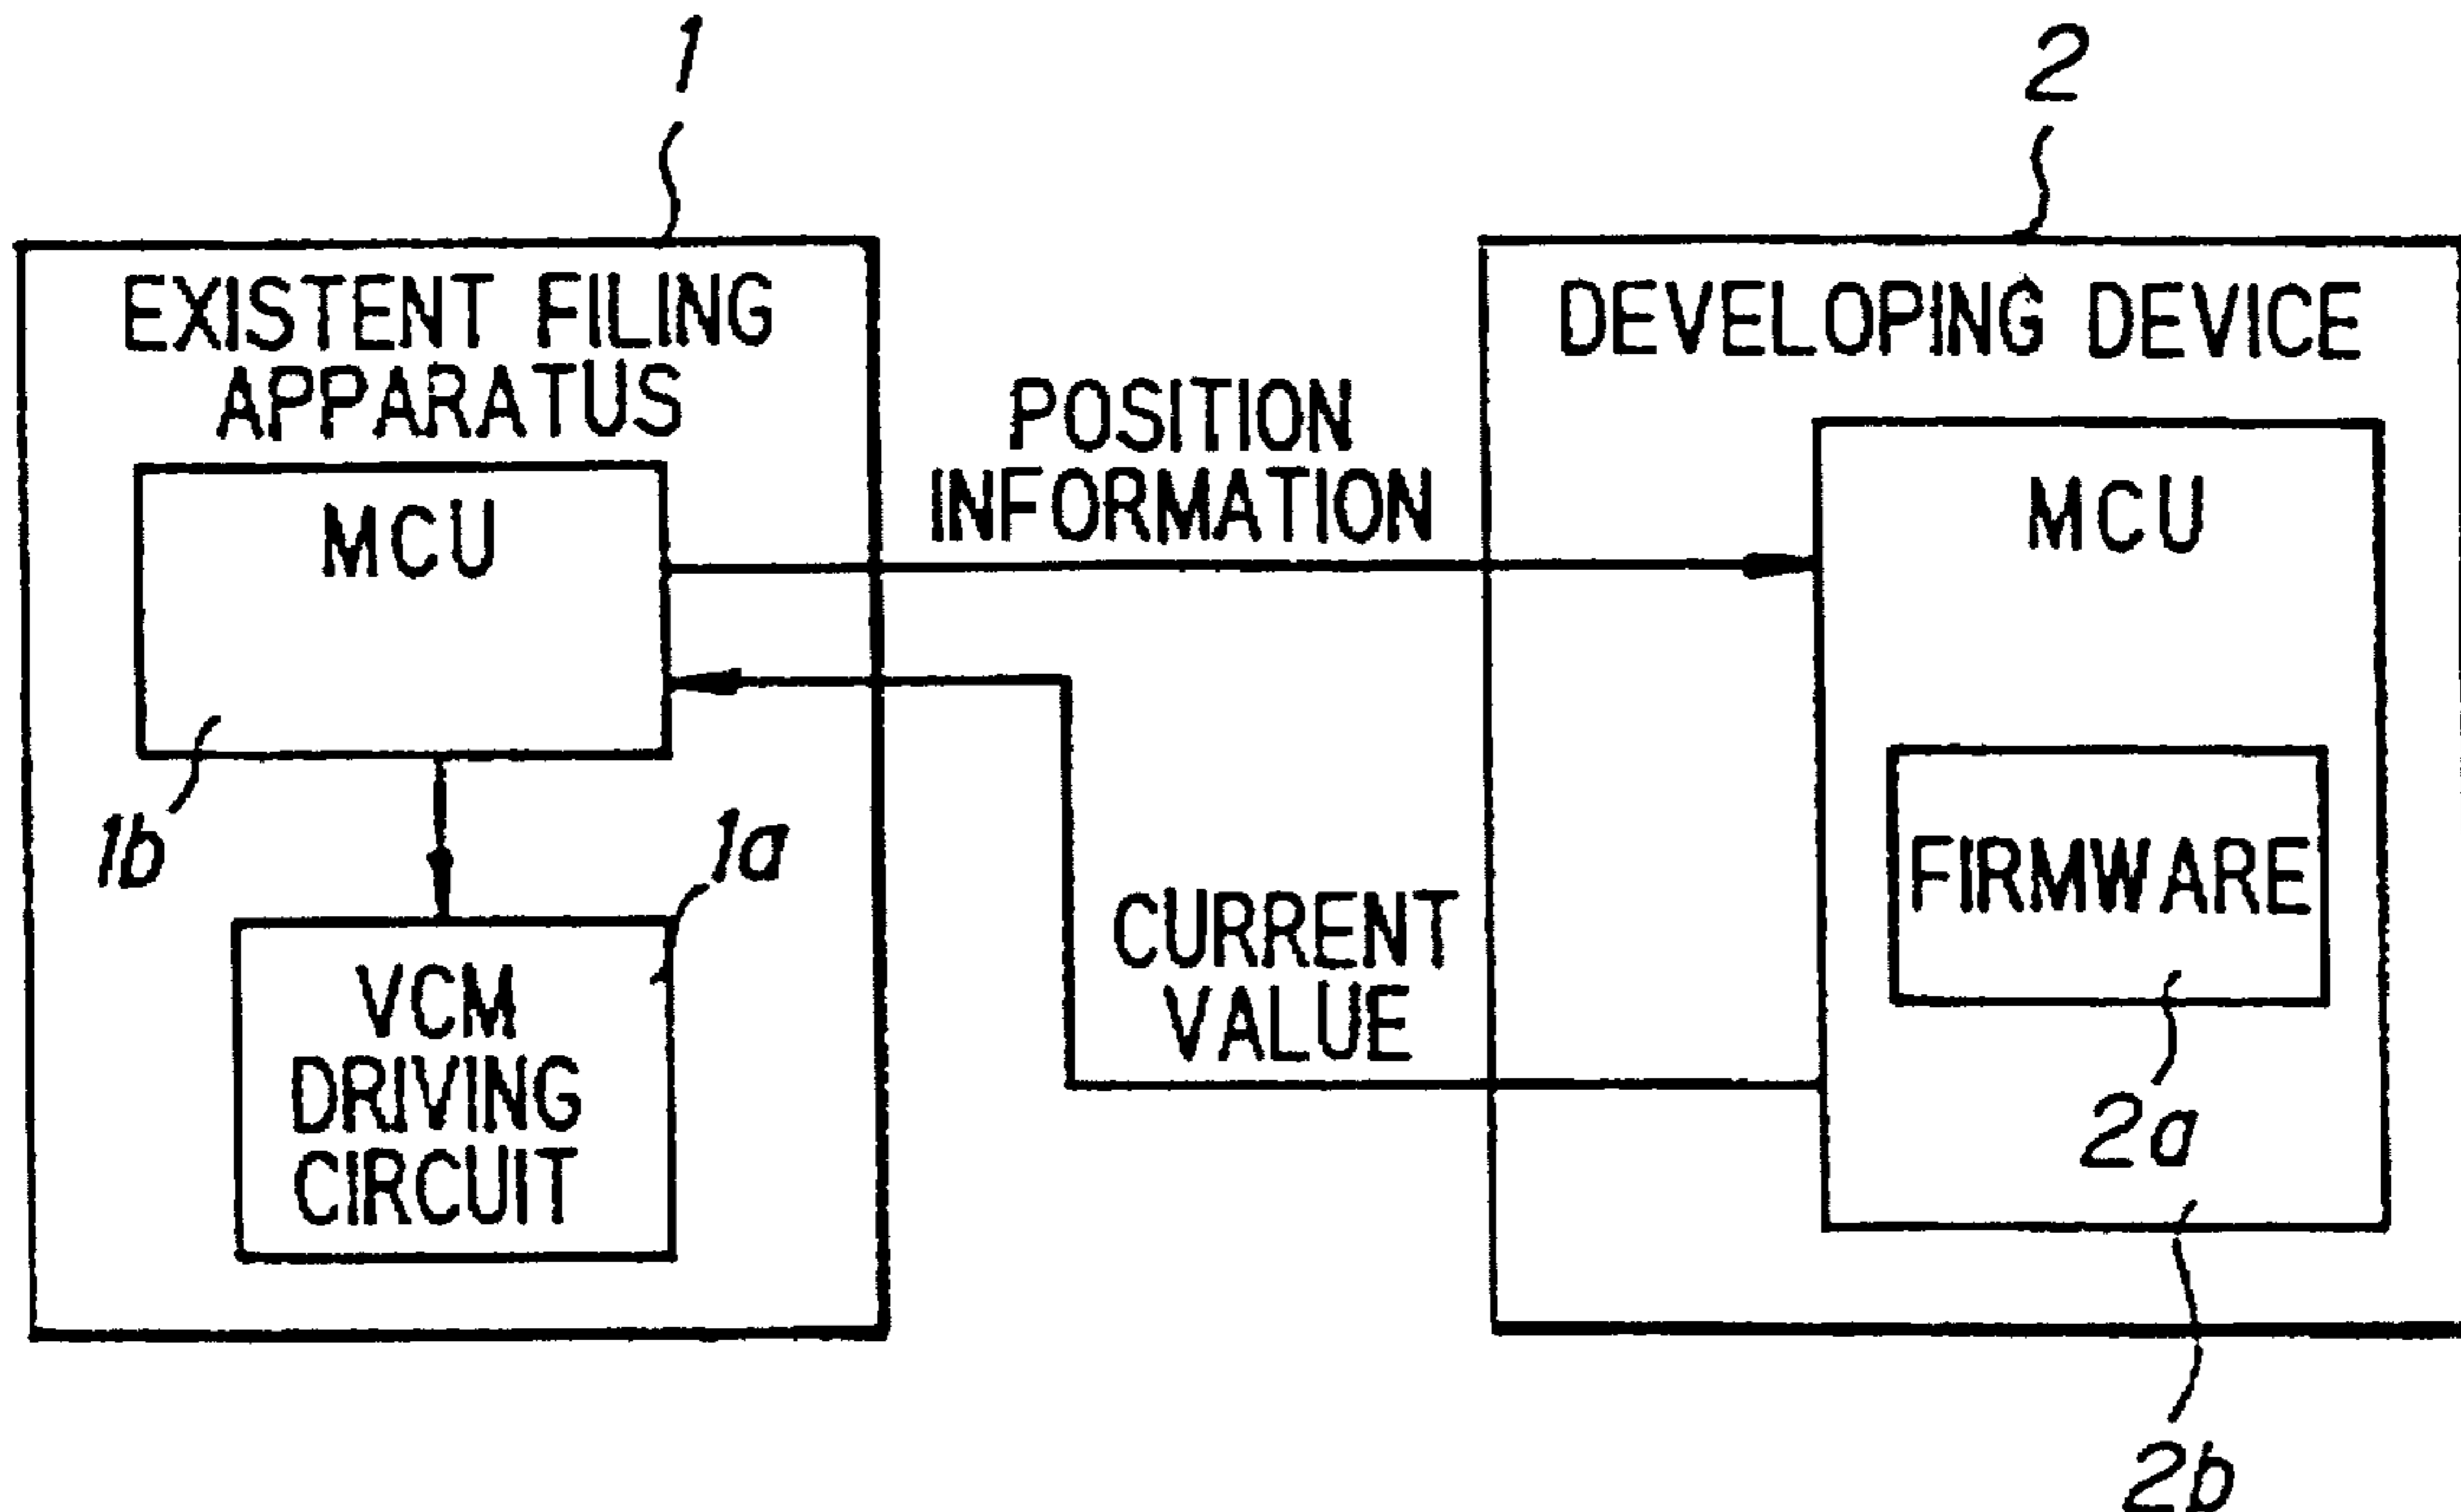 1
2
EXISTENT FILING
APPARATUS
MCU
1b
1a
VCM
DRIVING
CIRCUIT
POSITION
INFORMATION
CURRENT
VALUE
DEVELOPING DEVICE
MCU
FIRMWARE
2a
2b